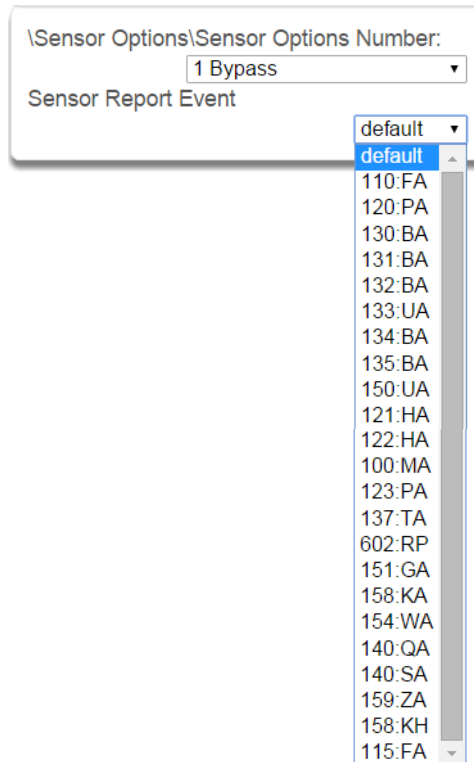 \Sensor Options\Sensor Options Number:
1 Bypass
Sensor Report Event
default
default
110:FA
120:PA
130:BA
131:BA
132:BA
133:UA
134:BA
135:BA
150:UA
121:HA
122:HA
100:MA
123:PA
137:TA
602:RP
151:GA
158:KA
154:WA
140:QA
140:SA
159:ZA
158:KH
115:FA